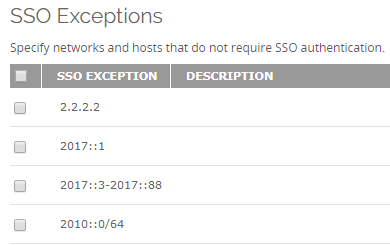 SSO Exceptions
Specify networks and hosts that do not require SSO authentication.
SSO EXCEPTION DESCRIPTION
2.2.2.2
2017::1
2017::3-2017::88
2010::0/64